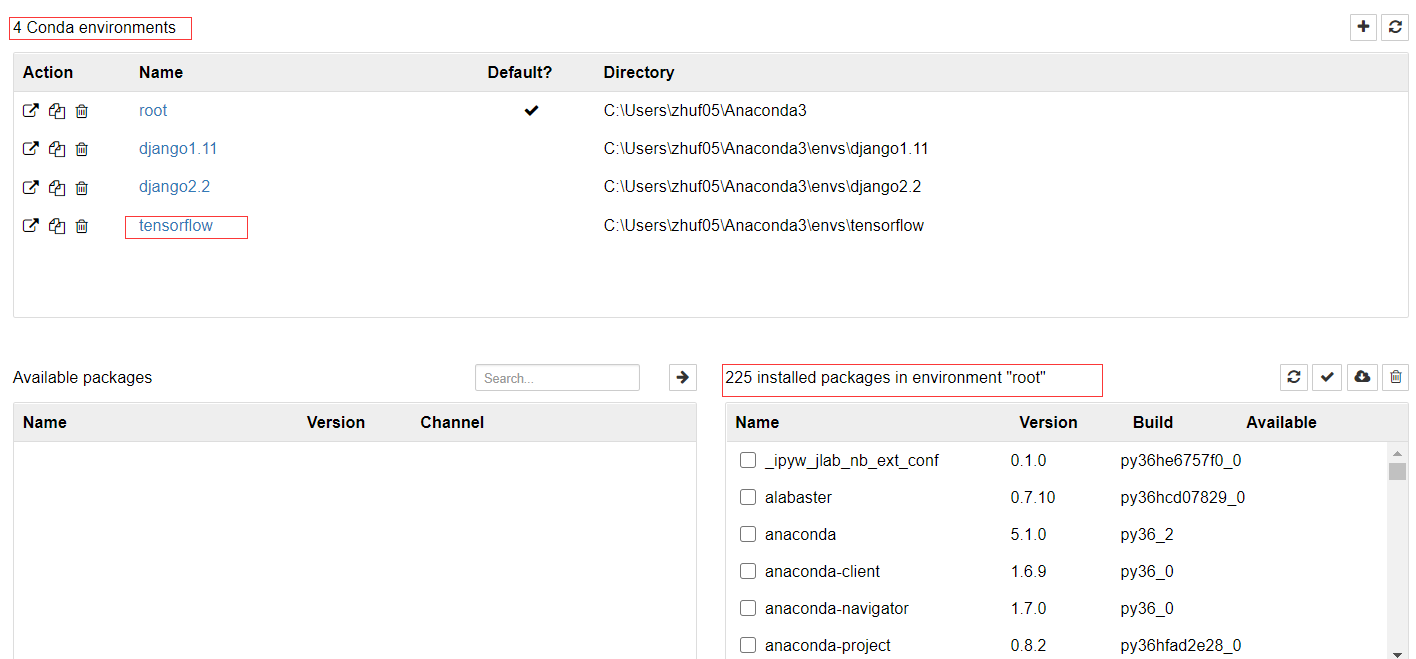 4 Conda environments
Action Name Default? Directory
root C:\Users\zhuf05\Anaconda3
django1.11 C:\Users\zhuf05\Anaconda3\envs\django1.11
django2.2 C:\Users\zhuf05\Anaconda3\envs\django2.2
tensorflow C:\Users\zhuf05\Anaconda3\envs\tensorflow
Available packages Search... 225 installed packages in environment "root"
Name Version Channel Name Version Build Available
_ipyw_jlab_nb_ext_conf 0.1.0 py36he6757f0_0
alabaster 0.7.10 py36hcd07829_0
anaconda 5.1.0 py36_2
anaconda-client 1.6.9 py36_0
anaconda-navigator 1.7.0 py36_0
anaconda-project 0.8.2 py36hfad2e28_0